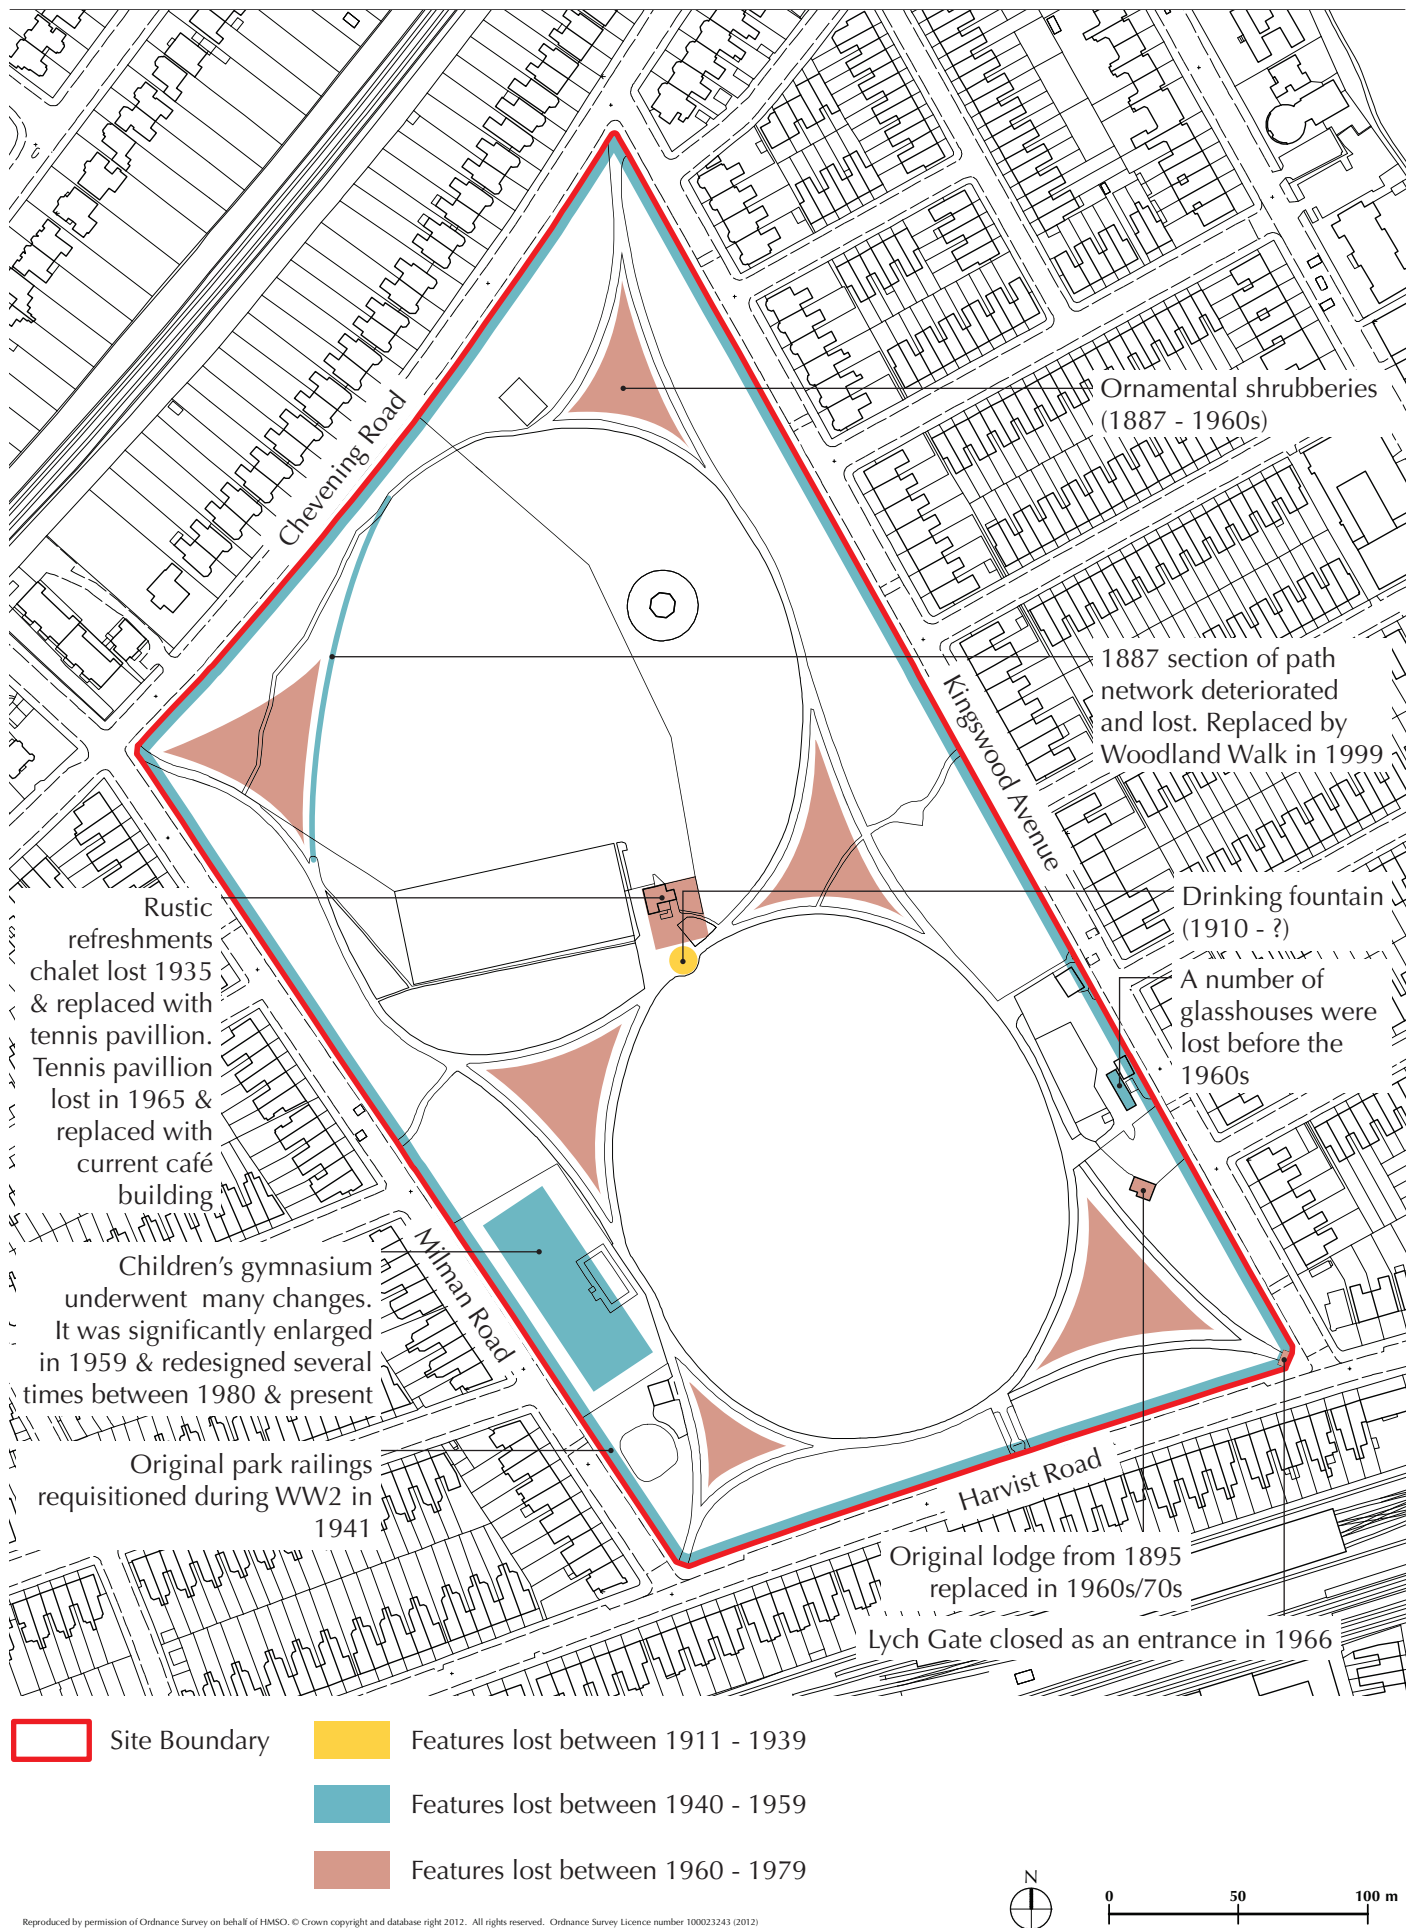 Chevening Road
Ornamental shrubberies
(1887 - 1960s)
1887 section of path
network deteriorated
and lost. Replaced by
Woodland Walk in 1999
Kingswood Avenue
Rustic
refreshments
chalet lost 1935
& replaced with
tennis pavillion.
Tennis pavillion
lost in 1965 &
replaced with
current café
building
Drinking fountain
(1910 - ?)
A number of
glasshouses were
lost before the
1960s
Milman Road
Children's gymnasium
underwent many changes.
It was significantly enlarged
in 1959 & redesigned several
times between 1980 & present
Original park railings
requisitioned during WW2 in
1941
Harvist Road
Original lodge from 1895
replaced in 1960s/70s
Lych Gate closed as an entrance in 1966
Site Boundary
Features lost between 1911 - 1939
Features lost between 1940 - 1959
Features lost between 1960 - 1979
N
0 50 100 m
Reproduced by permission of Ordnance Survey on behalf of HMSO. © Crown copyright and database right 2012. All rights reserved. Ordnance Survey Licence number 100023243 (2012)